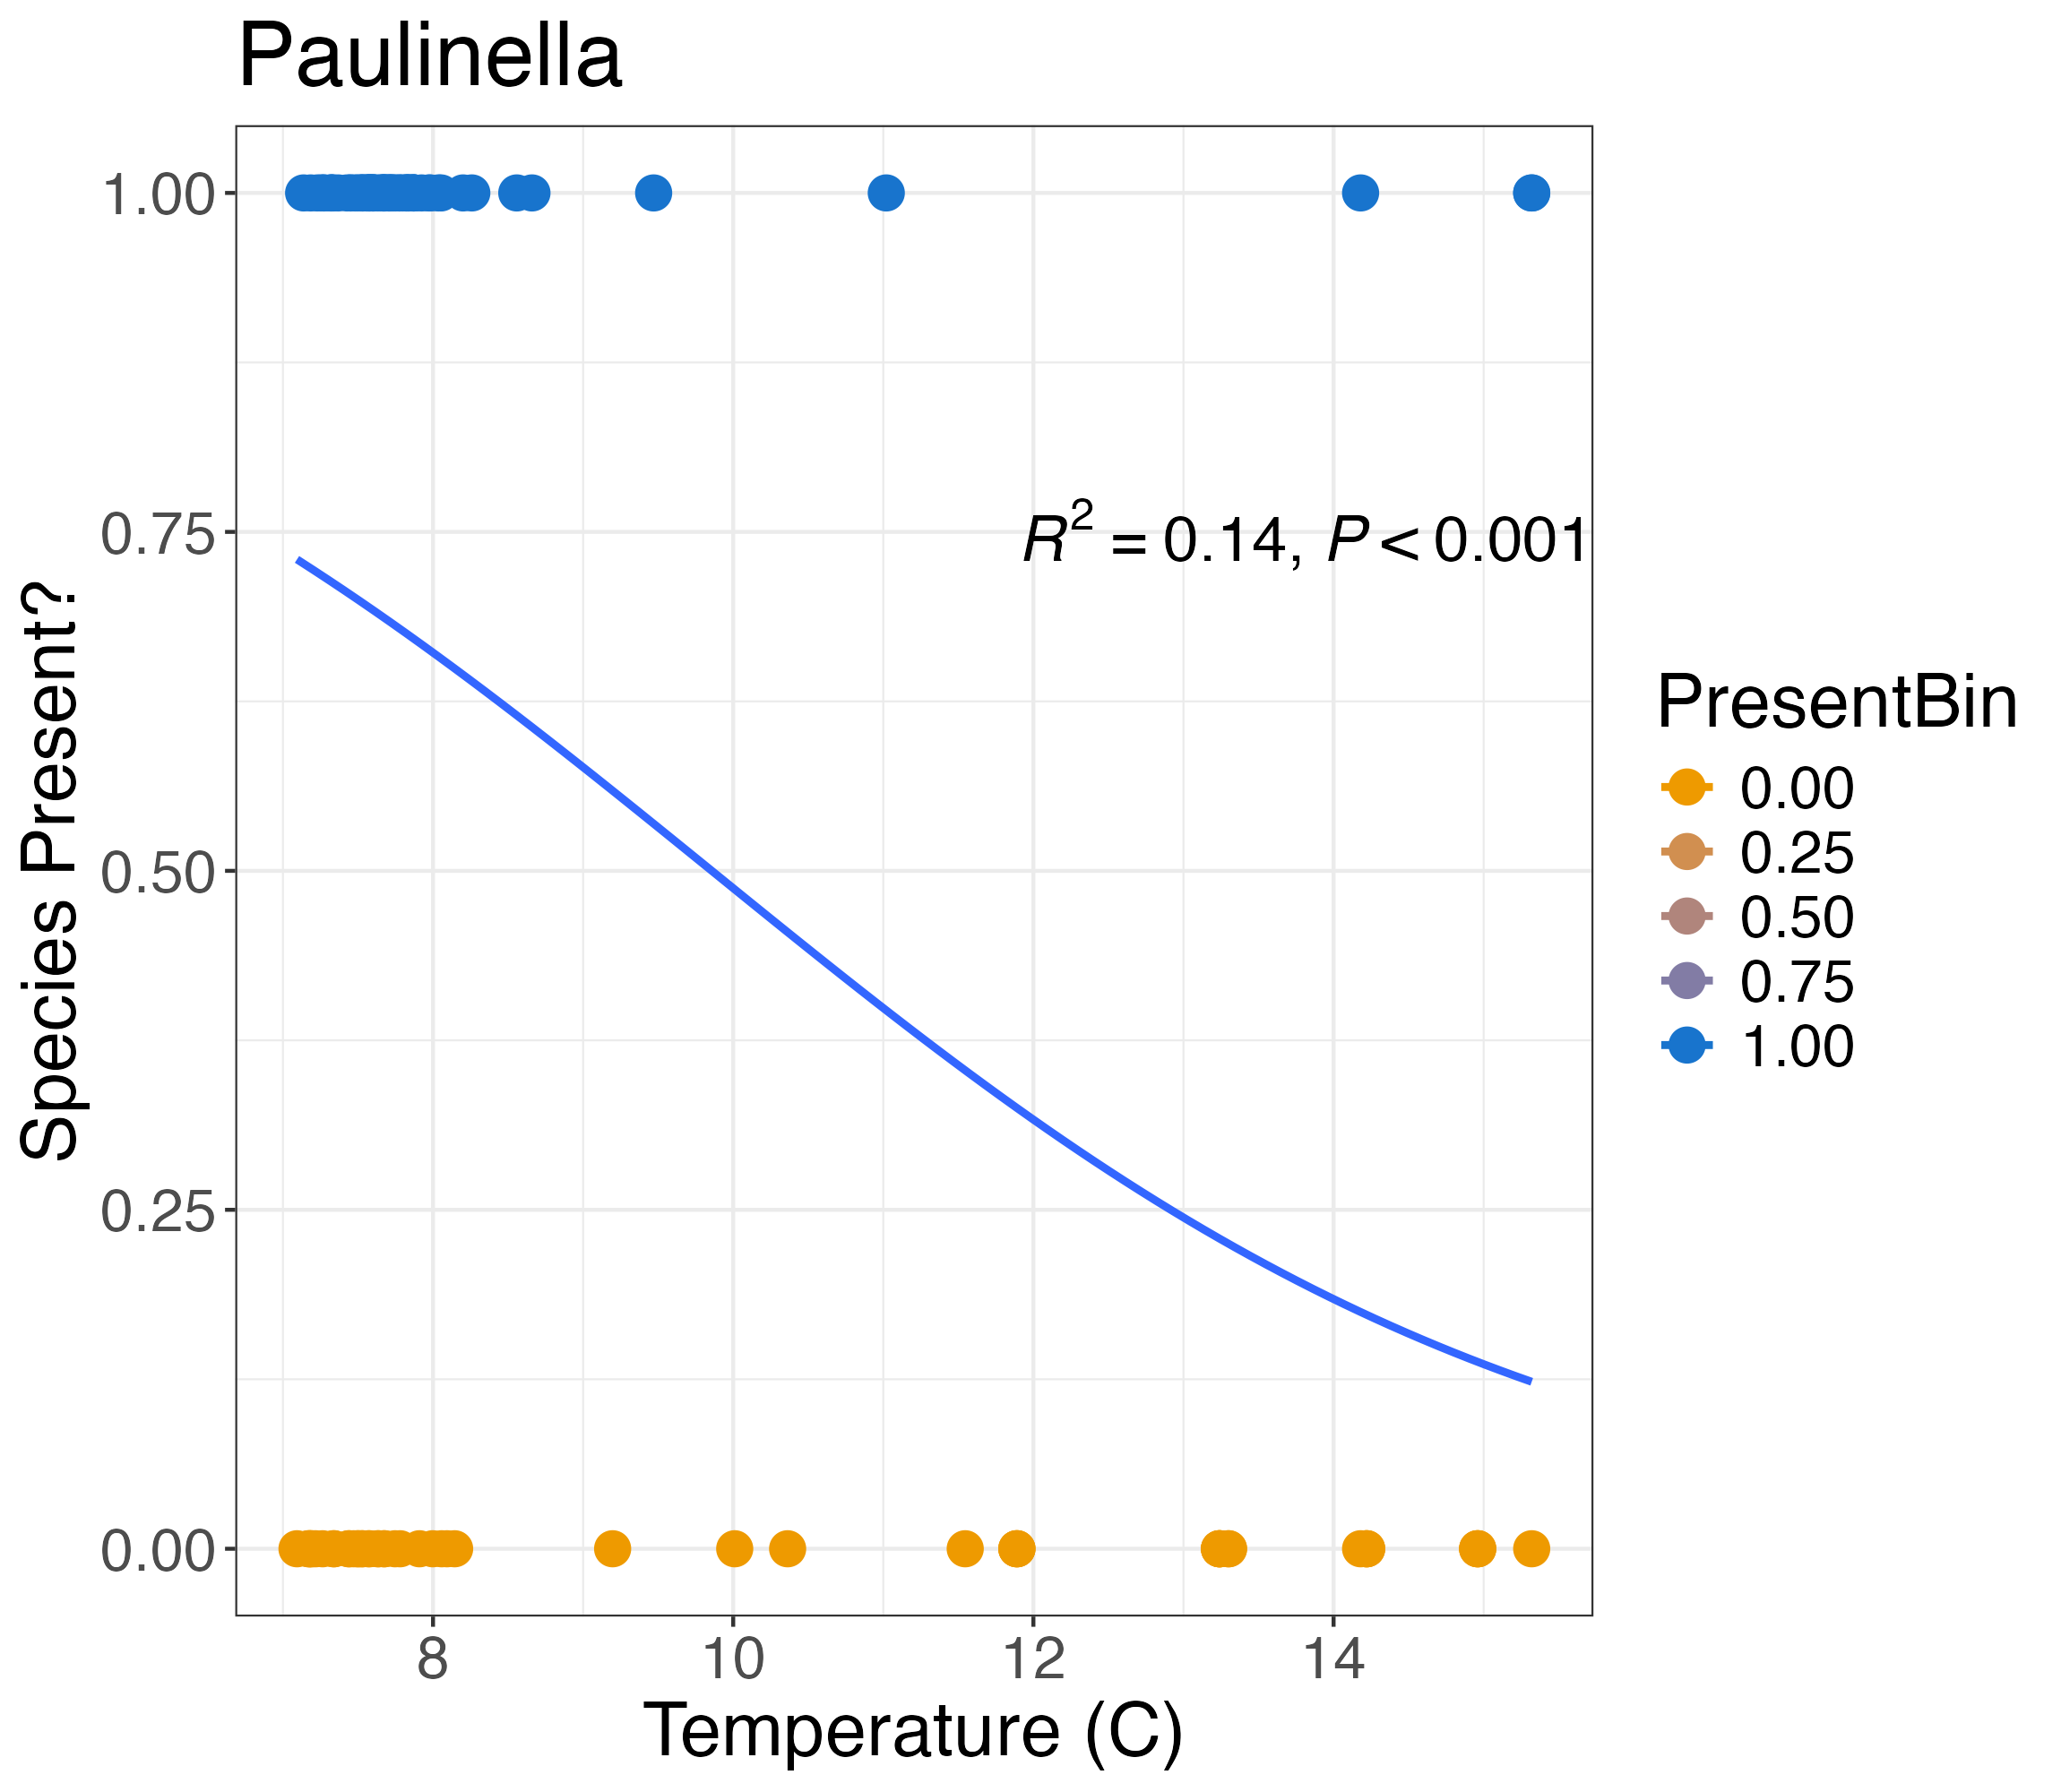 Paulinella
Species Present?
1.00
0.75
0.50
0.25
0.00
R² = 0.14, P < 0.001
8
10
12
14
Temperature (C)
PresentBin
0.00
0.25
0.50
0.75
1.00